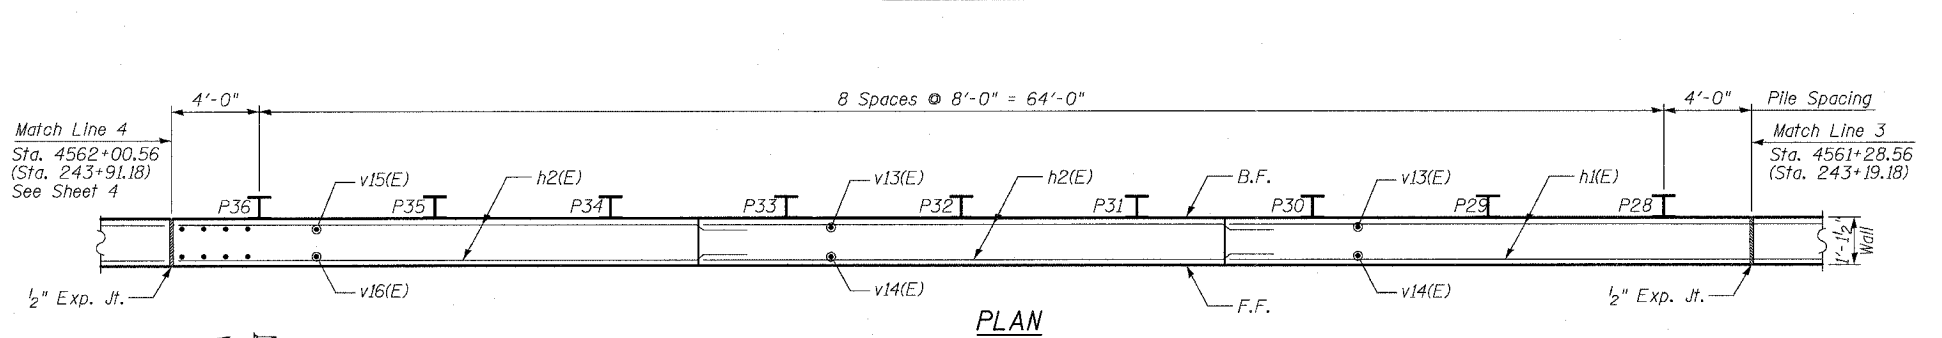 4'-0"
8 Spaces @ 8'-0" = 64'-0"
4'-0"
Pile Spacing
Match Line 4
Sta. 4562+00.56
(Sta. 243+91.18)
See Sheet 4
Match Line 3
Sta. 4561+28.56
(Sta. 243+19.18)
v15(E)
h2(E)
v13(E)
h2(E)
B.F.
v13(E)
h1(E)
P36
P35
P34
P33
P32
P31
P30
P29
P28
1'-1½"
Wall
½" Exp. Jt.
v16(E)
v14(E)
F.F.
v14(E)
½" Exp. Jt.
PLAN